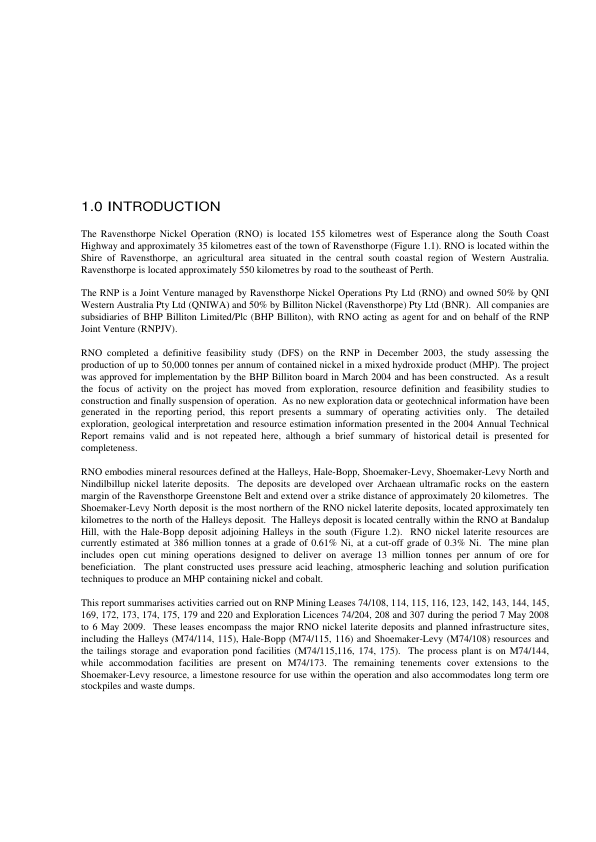 1.0 INTRODUCTION
The Ravensthorpe Nickel Operation (RNO) is located 155 kilometres west of Esperance along the South Coast
Highway and approximately 35 kilometres east of the town of Ravensthorpe (Figure 1.1). RNO is located within the
Shire of Ravensthorpe, an agricultural area situated in the central south coastal region of Western Australia.
Ravensthorpe is located approximately 550 kilometres by road to the southeast of Perth.
The RNP is a Joint Venture managed by Ravensthorpe Nickel Operations Pty Ltd (RNO) and owned 50% by QNI
Western Australia Pty Ltd (QNIWA) and 50% by Billiton Nickel (Ravensthorpe) Pty Ltd (BNR). All companies are
subsidiaries of BHP Billiton Limited/Plc (BHP Billiton), with RNO acting as agent for and on behalf of the RNP
Joint Venture (RNPJV).
RNO completed a definitive feasibility study (DFS) on the RNP in December 2003, the study assessing the
production of up to 50,000 tonnes per annum of contained nickel in a mixed hydroxide product (MHP). The project
was approved for implementation by the BHP Billiton board in March 2004 and has been constructed. As a result
the focus of activity on the project has moved from exploration, resource definition and feasibility studies to
construction and finally suspension of operation. As no new exploration data or geotechnical information have been
generated in the reporting period, this report presents a summary of operating activities only. The detailed
exploration, geological interpretation and resource estimation information presented in the 2004 Annual Technical
Report remains valid and is not repeated here, although a brief summary of historical detail is presented for
completeness.
RNO embodies mineral resources defined at the Halleys, Hale-Bopp, Shoemaker-Levy, Shoemaker-Levy North and
Nindilbillup nickel laterite deposits. The deposits are developed over Archaean ultramafic rocks on the eastern
margin of the Ravensthorpe Greenstone Belt and extend over a strike distance of approximately 20 kilometres. The
Shoemaker-Levy North deposit is the most northern of the RNO nickel laterite deposits, located approximately ten
kilometres to the north of the Halleys deposit. The Halleys deposit is located centrally within the RNO at Bandalup
Hill, with the Hale-Bopp deposit adjoining Halleys in the south (Figure 1.2). RNO nickel laterite resources are
currently estimated at 386 million tonnes at a grade of 0.61% Ni, at a cut-off grade of 0.3% Ni. The mine plan
includes open cut mining operations designed to deliver on average 13 million tonnes per annum of ore for
beneficiation. The plant constructed uses pressure acid leaching, atmospheric leaching and solution purification
techniques to produce an MHP containing nickel and cobalt.
This report summarises activities carried out on RNP Mining Leases 74/108, 114, 115, 116, 123, 142, 143, 144, 145,
169, 172, 173, 174, 175, 179 and 220 and Exploration Licences 74/204, 208 and 307 during the period 7 May 2008
to 6 May 2009. These leases encompass the major RNO nickel laterite deposits and planned infrastructure sites,
including the Halleys (M74/114, 115), Hale-Bopp (M74/115, 116) and Shoemaker-Levy (M74/108) resources and
the tailings storage and evaporation pond facilities (M74/115,116, 174, 175). The process plant is on M74/144,
while accommodation facilities are present on M74/173. The remaining tenements cover extensions to the
Shoemaker-Levy resource, a limestone resource for use within the operation and also accommodates long term ore
stockpiles and waste dumps.